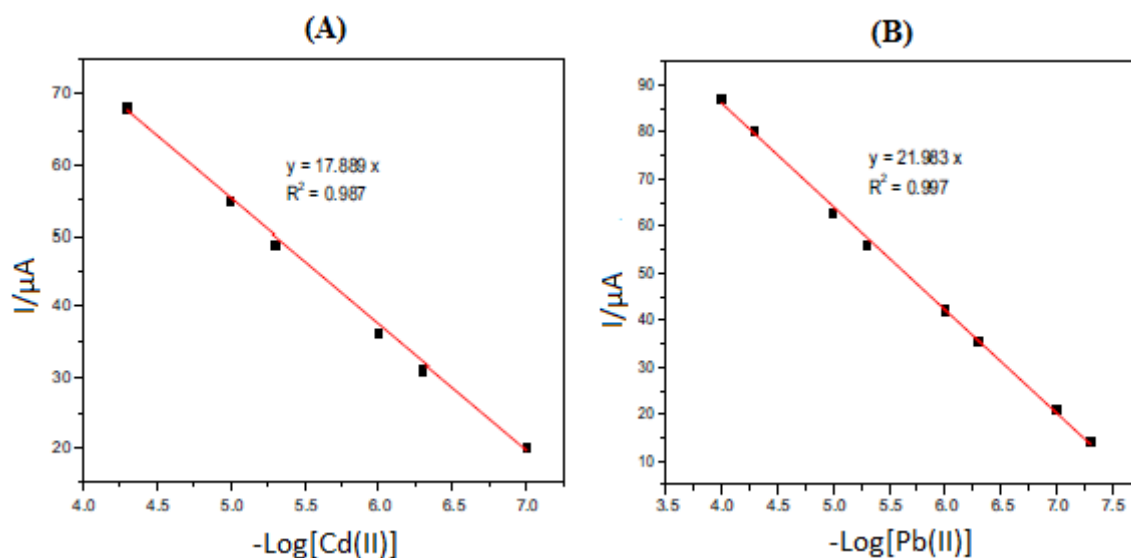 (A)
70
60
50
40
30
20
4.0 4.5 5.0 5.5 6.0 6.5 7.0
I/μA
-Log[Cd(II)]
y = 17.889 x
R² = 0.987
(B)
90
80
70
60
50
40
30
20
10
3.5 4.0 4.5 5.0 5.5 6.0 6.5 7.0 7.5
I/μA
-Log[Pb(II)]
y = 21.983 x
R² = 0.997